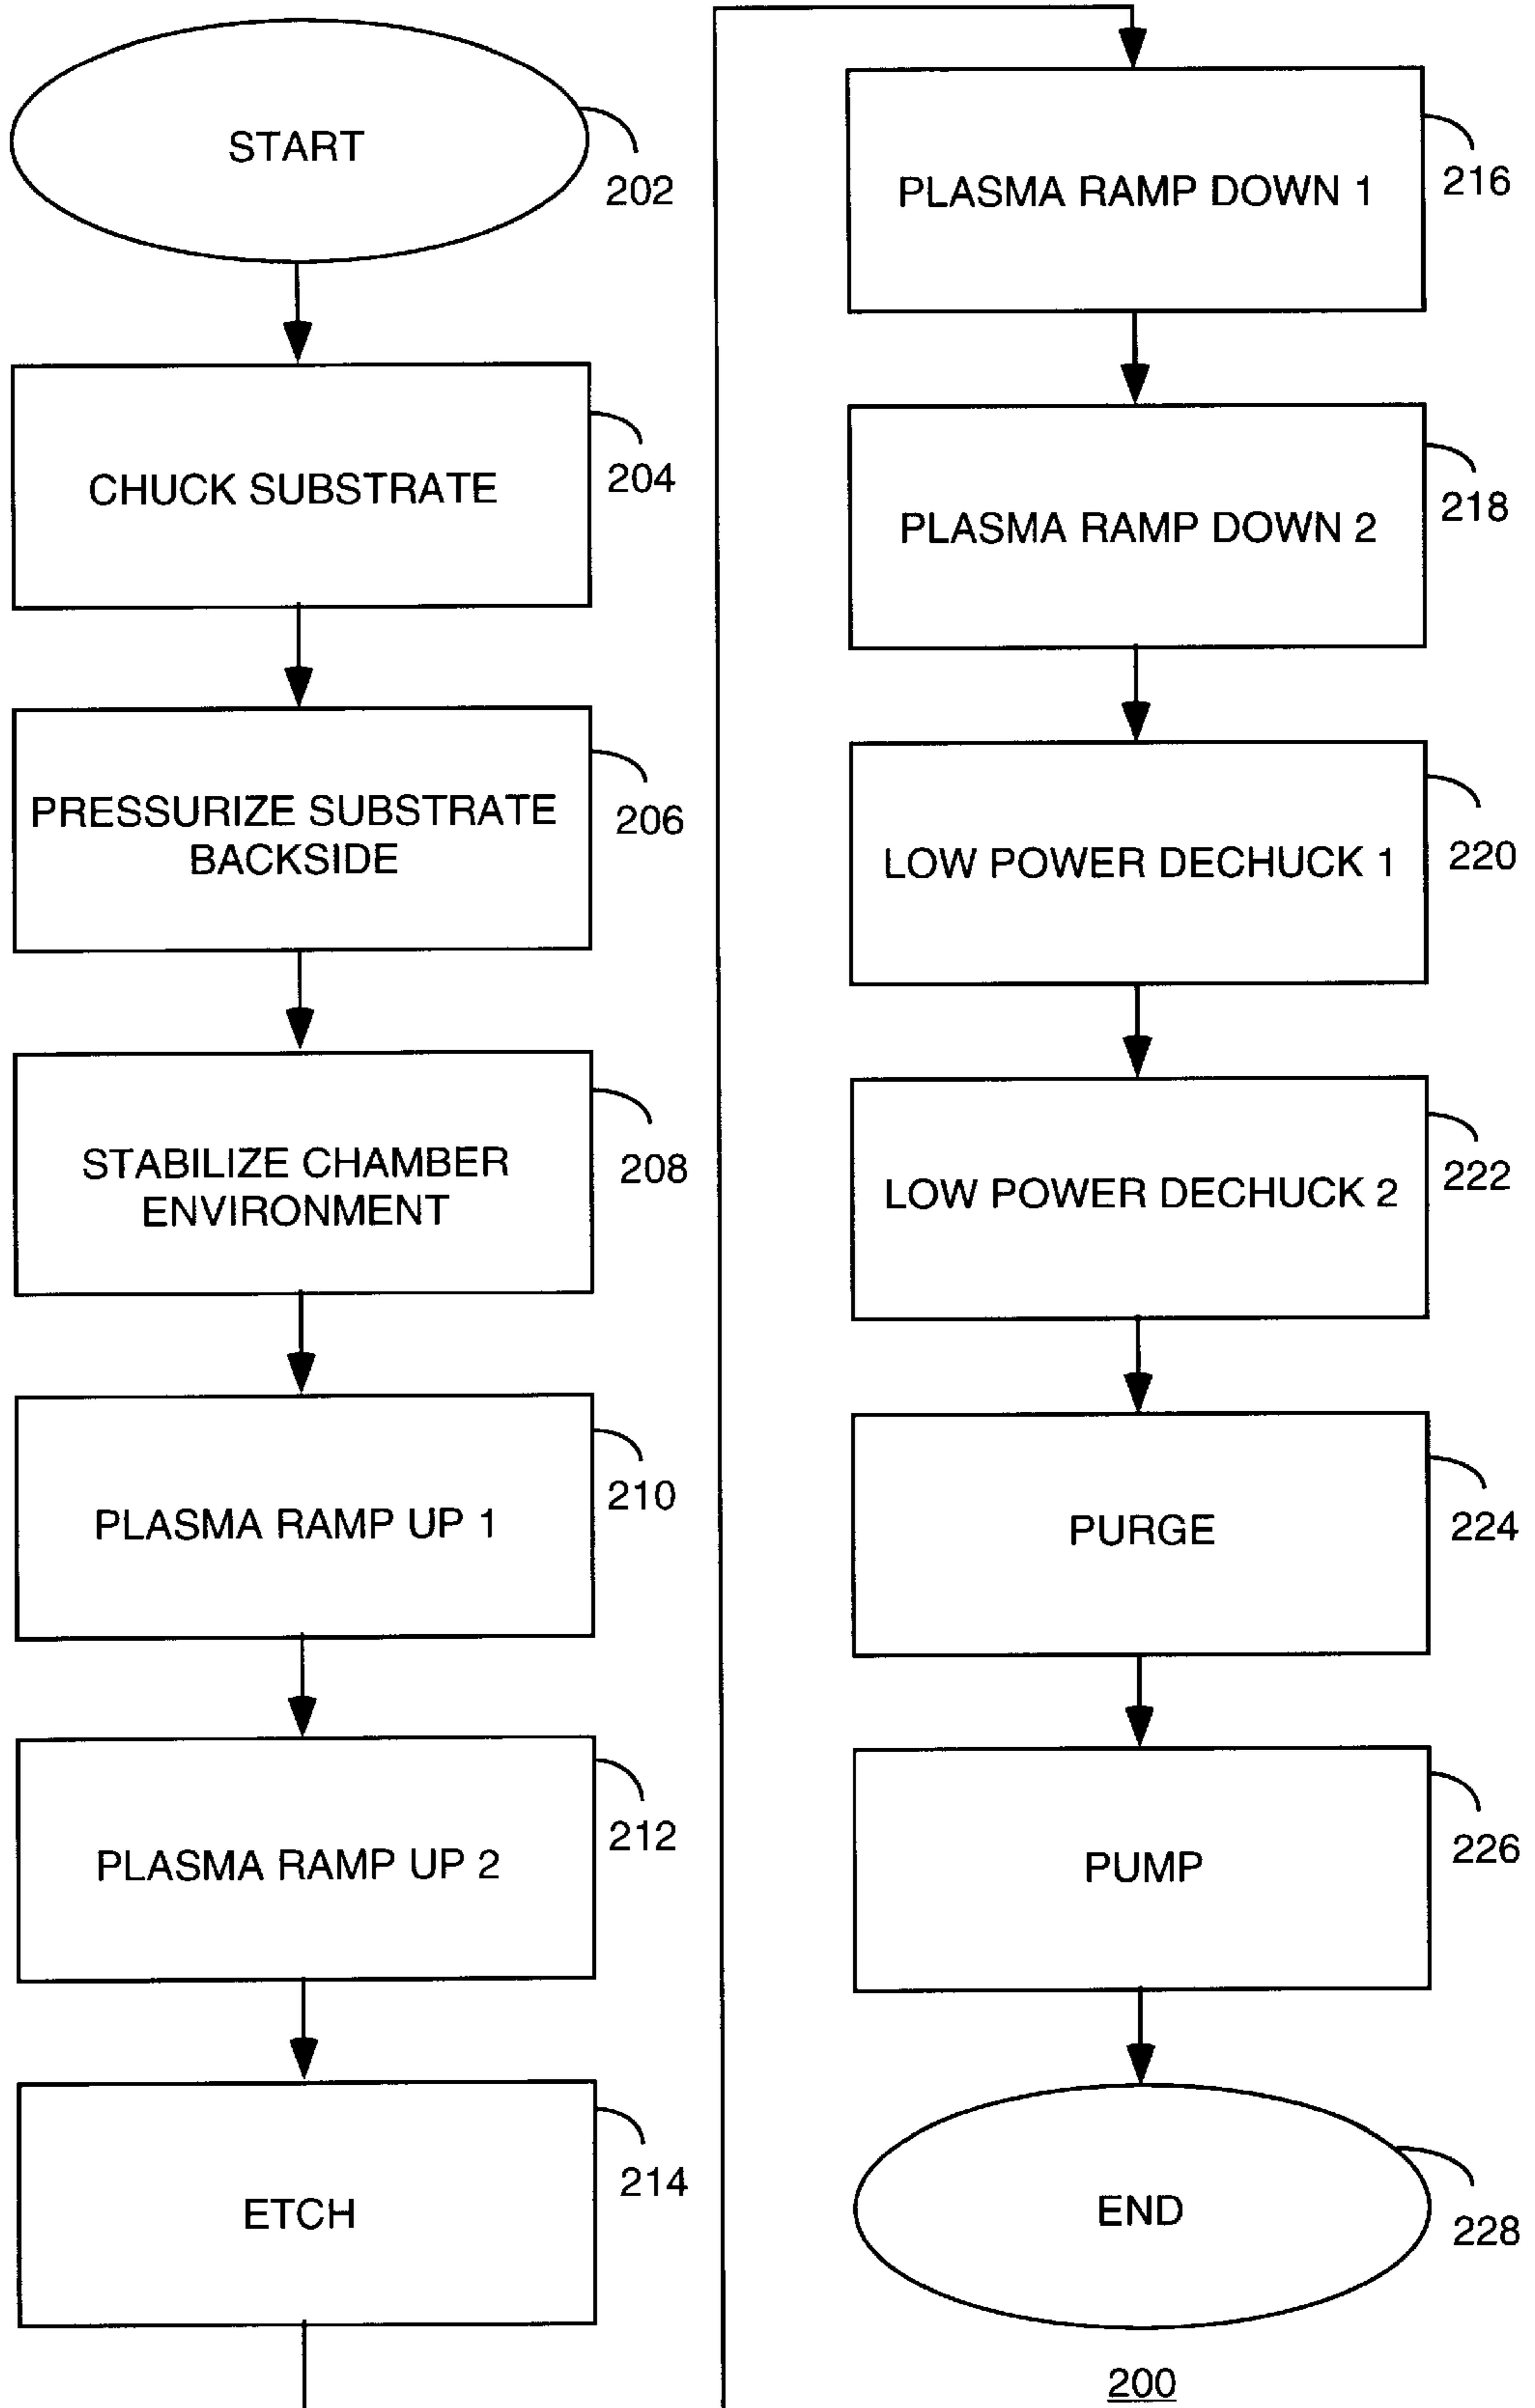 START
202
CHUCK SUBSTRATE
204
PRESSURIZE SUBSTRATE
BACKSIDE
206
STABILIZE CHAMBER
ENVIRONMENT
208
PLASMA RAMP UP 1
210
PLASMA RAMP UP 2
212
ETCH
214
PLASMA RAMP DOWN 1
216
PLASMA RAMP DOWN 2
218
LOW POWER DECHUCK 1
220
LOW POWER DECHUCK 2
222
PURGE
224
PUMP
226
END
228
200